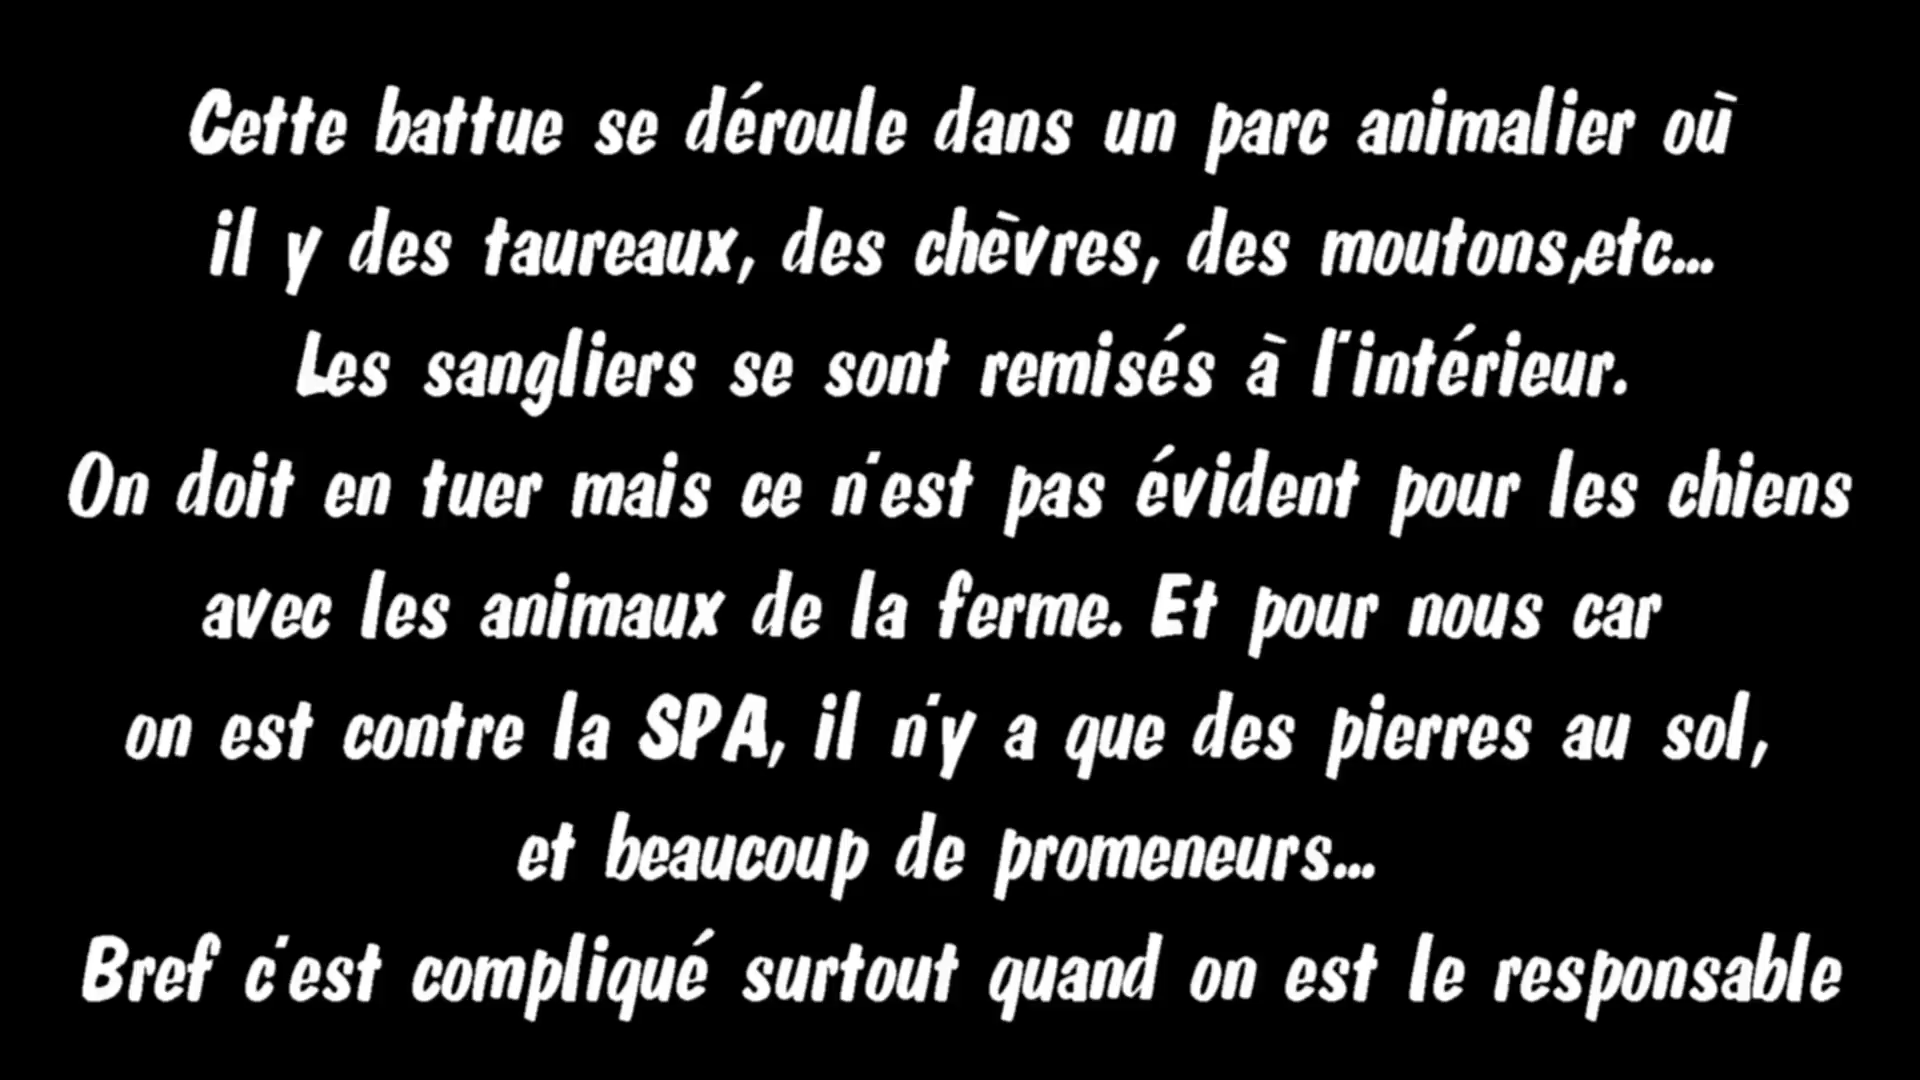 Cette battue se déroule dans un parc animalier où
il y des taureaux, des chèvres, des moutons,etc...
Les sangliers se sont remisés à l'intérieur.
On doit en tuer mais ce n'est pas évident pour les chiens
avec les animaux de la ferme. Et pour nous car
on est contre la SPA, il n'y a que des pierres au sol,
et beaucoup de promeneurs...
Bref c'est compliqué surtout quand on est le responsable